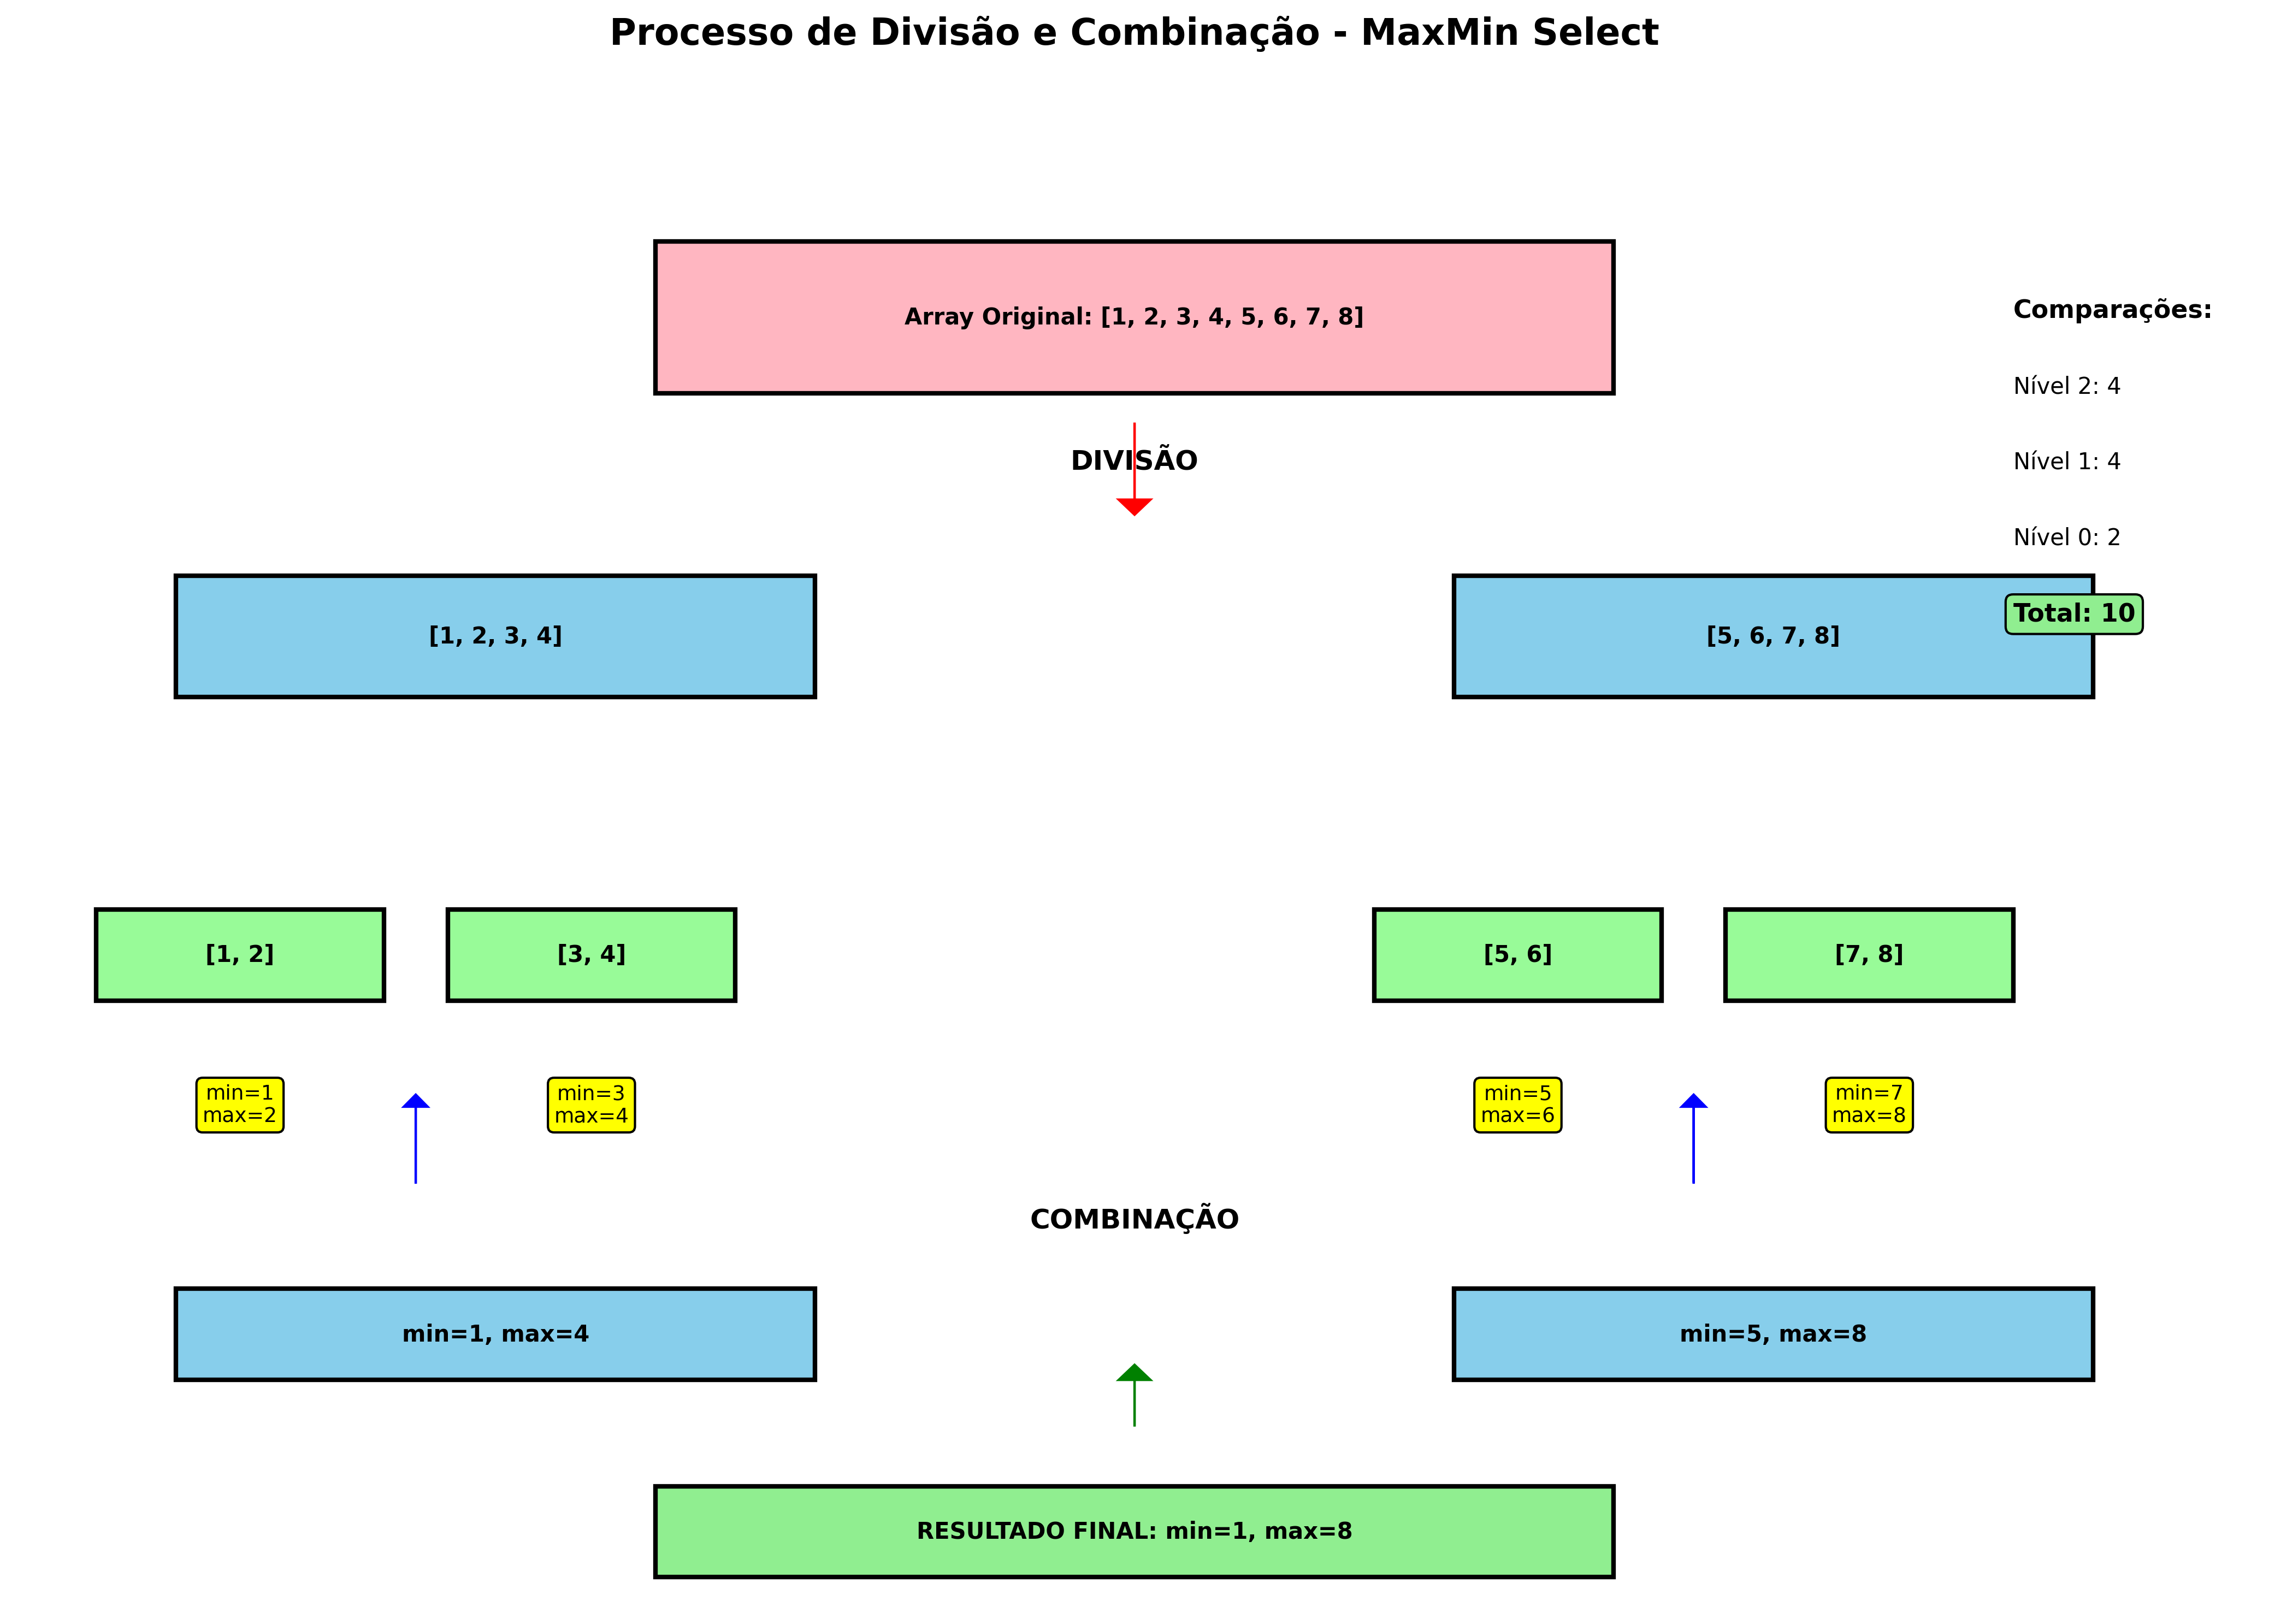 Processo de Divisão e Combinação - MaxMin Select
Array Original: [1, 2, 3, 4, 5, 6, 7, 8]
Comparações:
Nível 2: 4
DIVISÃO
Nível 1: 4
Nível 0: 2
Total: 10
[1, 2, 3, 4]
[5, 6, 7, 8]
[1, 2]
[3, 4]
[5, 6]
[7, 8]
min=1
max=2
min=3
max=4
min=5
max=6
min=7
max=8
COMBINAÇÃO
min=1, max=4
min=5, max=8
RESULTADO FINAL: min=1, max=8